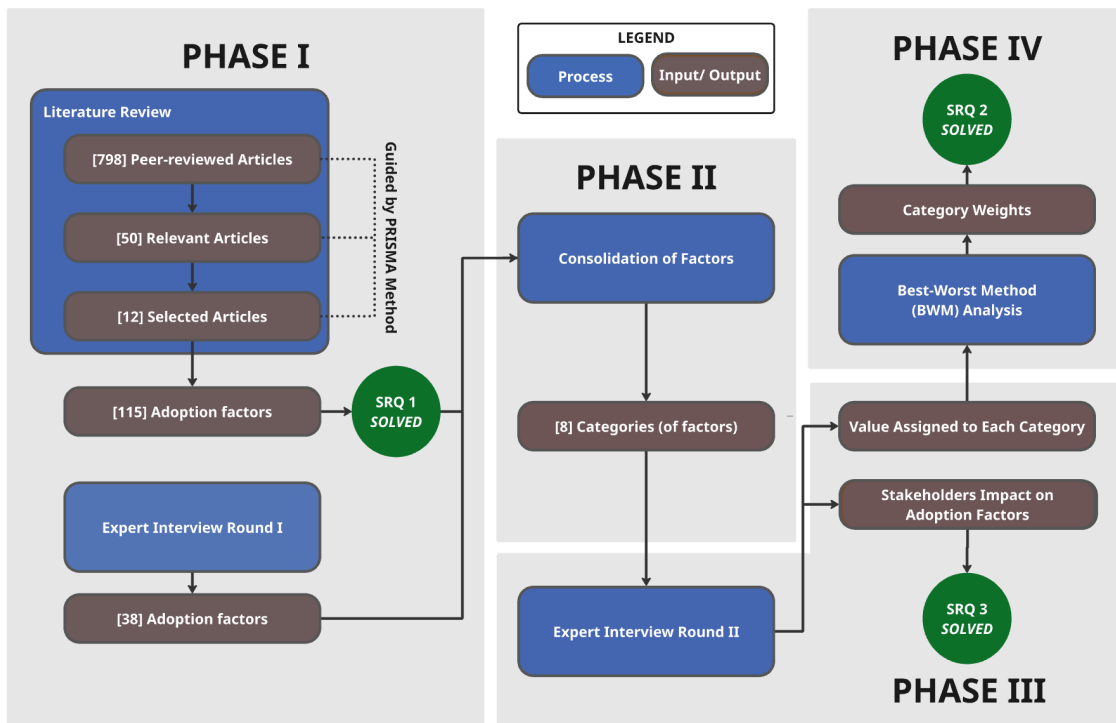 PHASE I
Literature Review
[798] Peer-reviewed Articles
[50] Relevant Articles
[12] Selected Articles
Guided by PRISMA Method
[115] Adoption factors
SRQ 1
SOLVED
Expert Interview Round I
[38] Adoption factors
LEGEND
Process
Input/ Output
PHASE II
Consolidation of Factors
[8] Categories (of factors)
Expert Interview Round II
PHASE IV
SRQ 2
SOLVED
Category Weights
Best-Worst Method
(BWM) Analysis
Value Assigned to Each Category
Stakeholders Impact on
Adoption Factors
SRQ 3
SOLVED
PHASE III